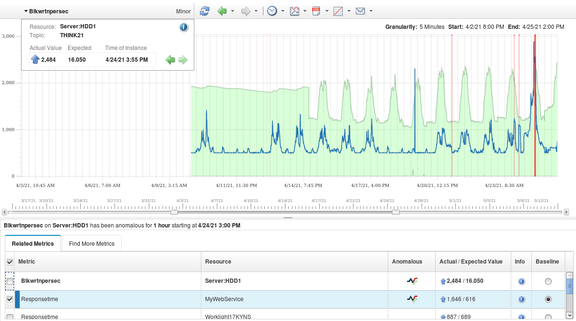 Blkwrtnpersec
Minor
Resource: Server:HDD1
Topic: THINK21
Actual Value Expected Time of Instance
2,484 16.050 4/24/21 3:55 PM
Granularity: 5 Minutes Start: 4/2/21 8:00 PM End: 4/25/21 2:00 PM
3,000
2,000
1,000
0
4/3/21, 10:45 AM 4/6/21, 7:00 AM 4/9/21, 3:15 AM 4/11/21, 11:30 PM 4/14/21, 7:45 PM 4/17/21, 4:00 PM 4/20/21, 12:15 PM 4/23/21, 8:30 AM
Blkwrtnpersec on Server:HDD1 has been anomalous for 1 hour starting at 4/24/21 3:00 PM
Related Metrics Find More Metrics
Metric Resource Anomalous Actual / Expected Value Info Baseline
Blkwrtnpersec Server:HDD1 2,484 / 16.050
Responsetime MyWebService 1,646 / 616
Responsetime Worklight17KYNS 887 / 689